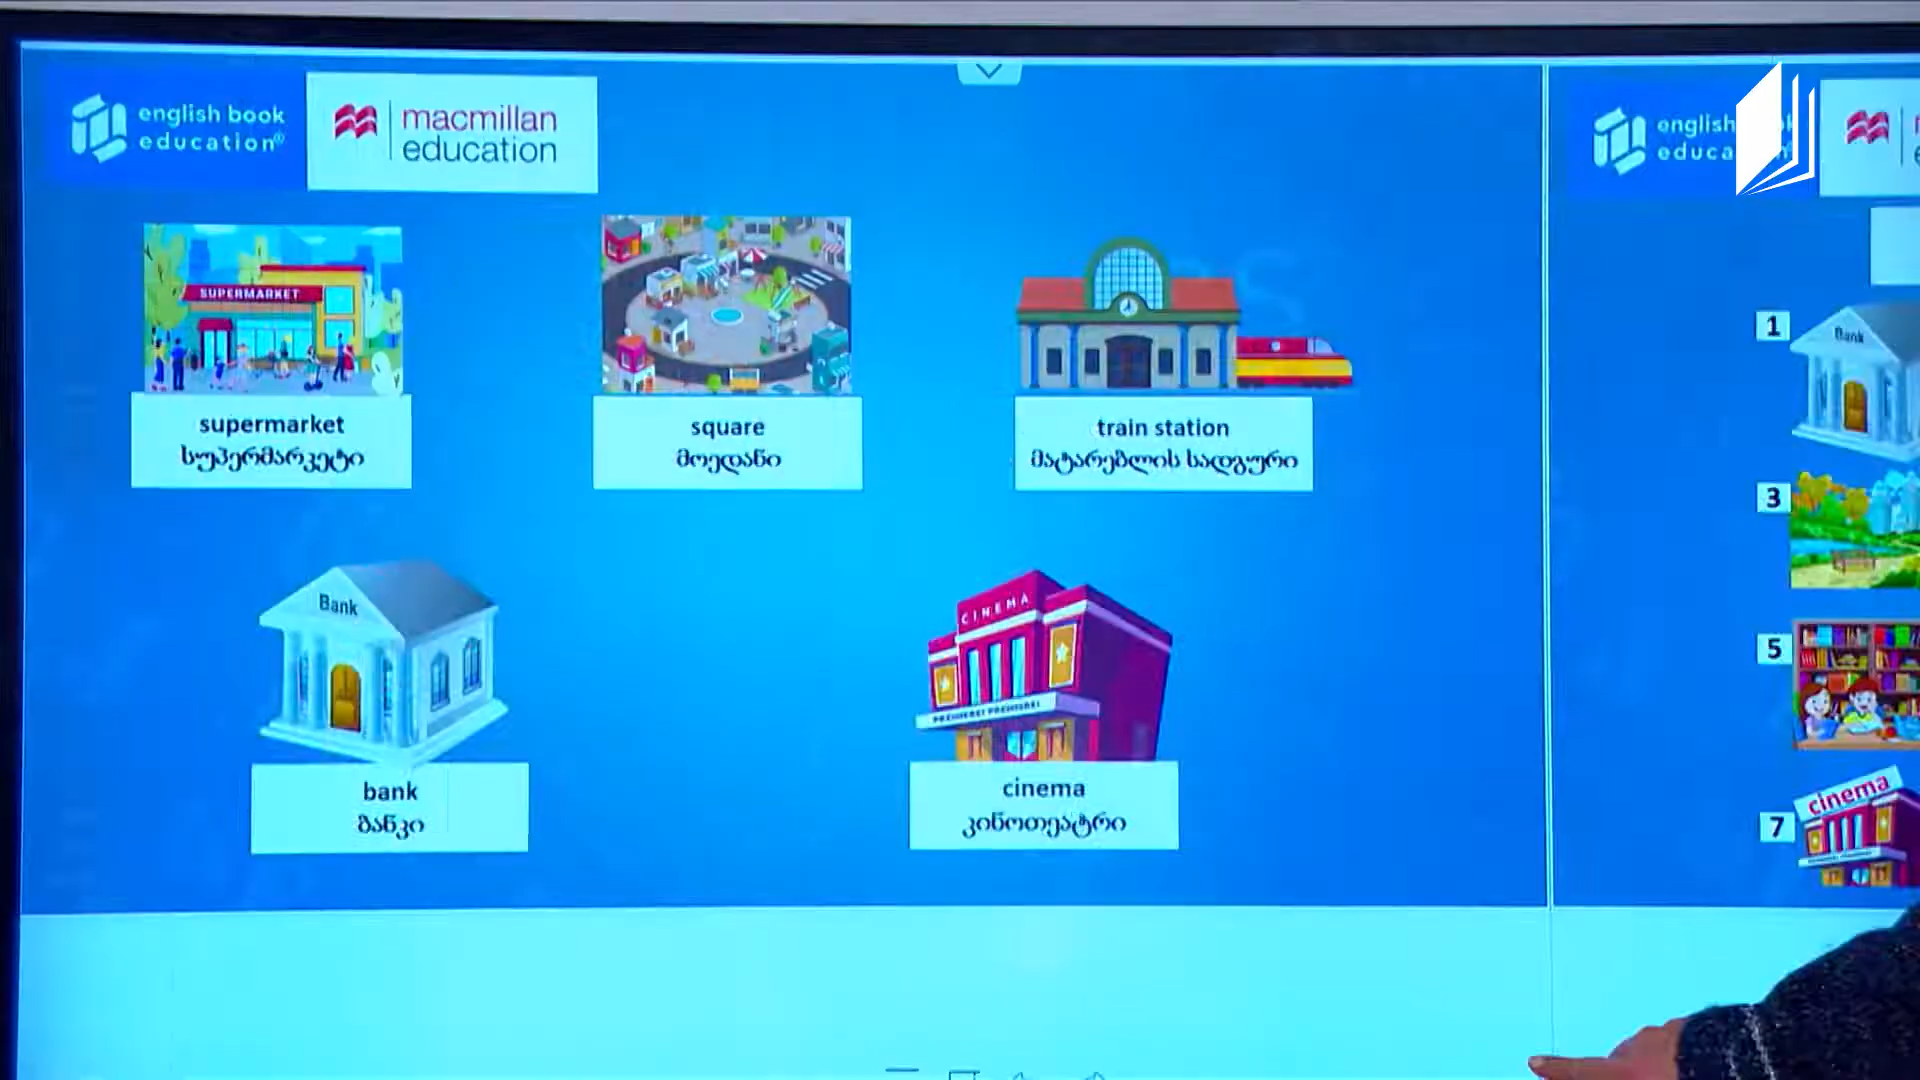 english book
education®
macmillan
education
SUPERMARKET
supermarket
სუპერმარკეტი
square
მოედანი
train station
მატარებლის სადგური
Bank
bank
ბანკი
CINEMA
cinema
კინოთეატრი
english
educa
1
Bank
3
5
7
cinema